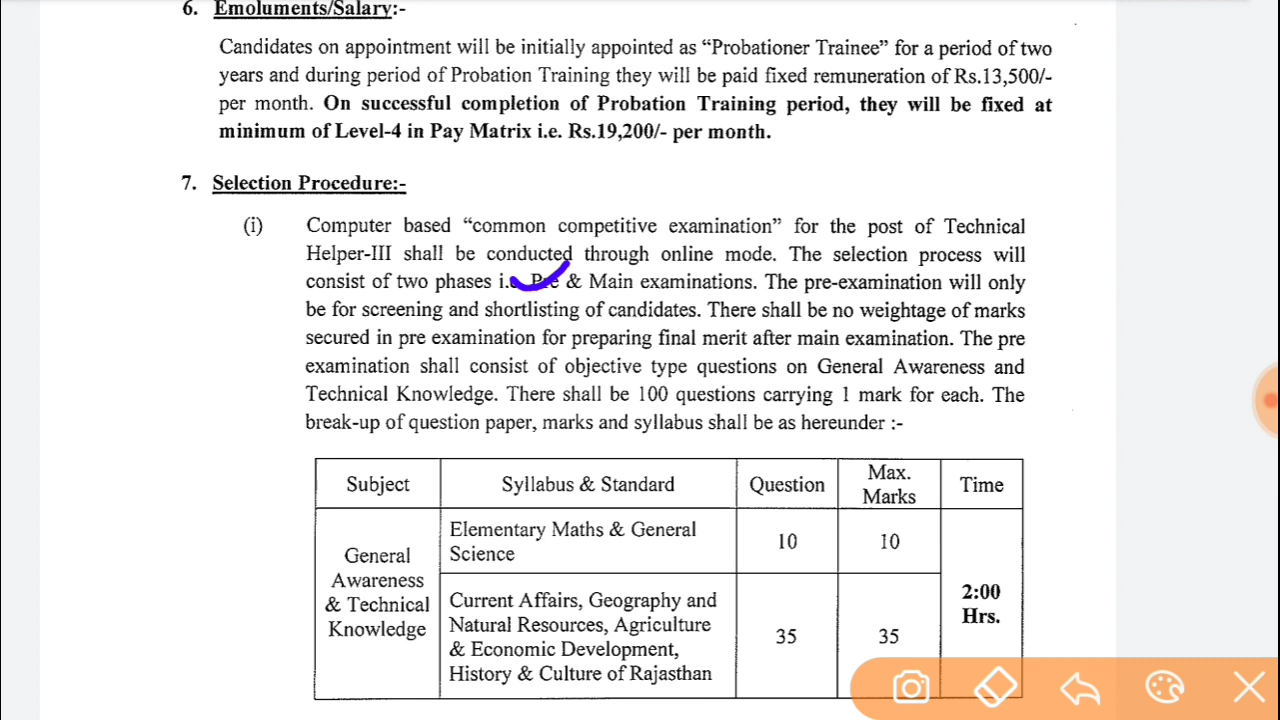 6. Emoluments/Salary:-
Candidates on appointment will be initially appointed as “Probationer Trainee” for a period of two
years and during period of Probation Training they will be paid fixed remuneration of Rs.13,500/-
per month. On successful completion of Probation Training period, they will be fixed at
minimum of Level-4 in Pay Matrix i.e. Rs.19,200/- per month.
7. Selection Procedure:-
(i) Computer based “common competitive examination” for the post of Technical
Helper-III shall be conducted through online mode. The selection process will
consist of two phases i.e. Pre & Main examinations. The pre-examination will only
be for screening and shortlisting of candidates. There shall be no weightage of marks
secured in pre examination for preparing final merit after main examination. The pre
examination shall consist of objective type questions on General Awareness and
Technical Knowledge. There shall be 100 questions carrying 1 mark for each. The
break-up of question paper, marks and syllabus shall be as hereunder :-
Subject Syllabus & Standard Question Max. Marks Time
General
Awareness
& Technical
Knowledge
Elementary Maths & General
Science
10 10
Current Affairs, Geography and
Natural Resources, Agriculture
& Economic Development,
History & Culture of Rajasthan
35 35
2:00
Hrs.